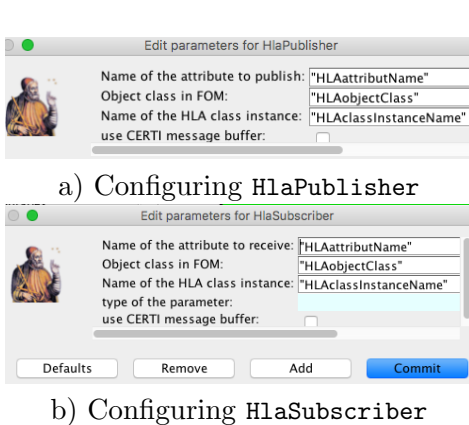 Edit parameters for HlaPublisher
Name of the attribute to publish: "HLAattributName"
Object class in FOM: "HLAobjectClass"
Name of the HLA class instance: "HLAclassInstanceName"
use CERTI message buffer:
a) Configuring HlaPublisher
Edit parameters for HlaSubscriber
Name of the attribute to receive: "HLAattributName"
Object class in FOM: "HLAobjectClass"
Name of the HLA class instance: "HLAclassInstanceName"
type of the parameter:
use CERTI message buffer:
Defaults Remove Add Commit
b) Configuring HlaSubscriber